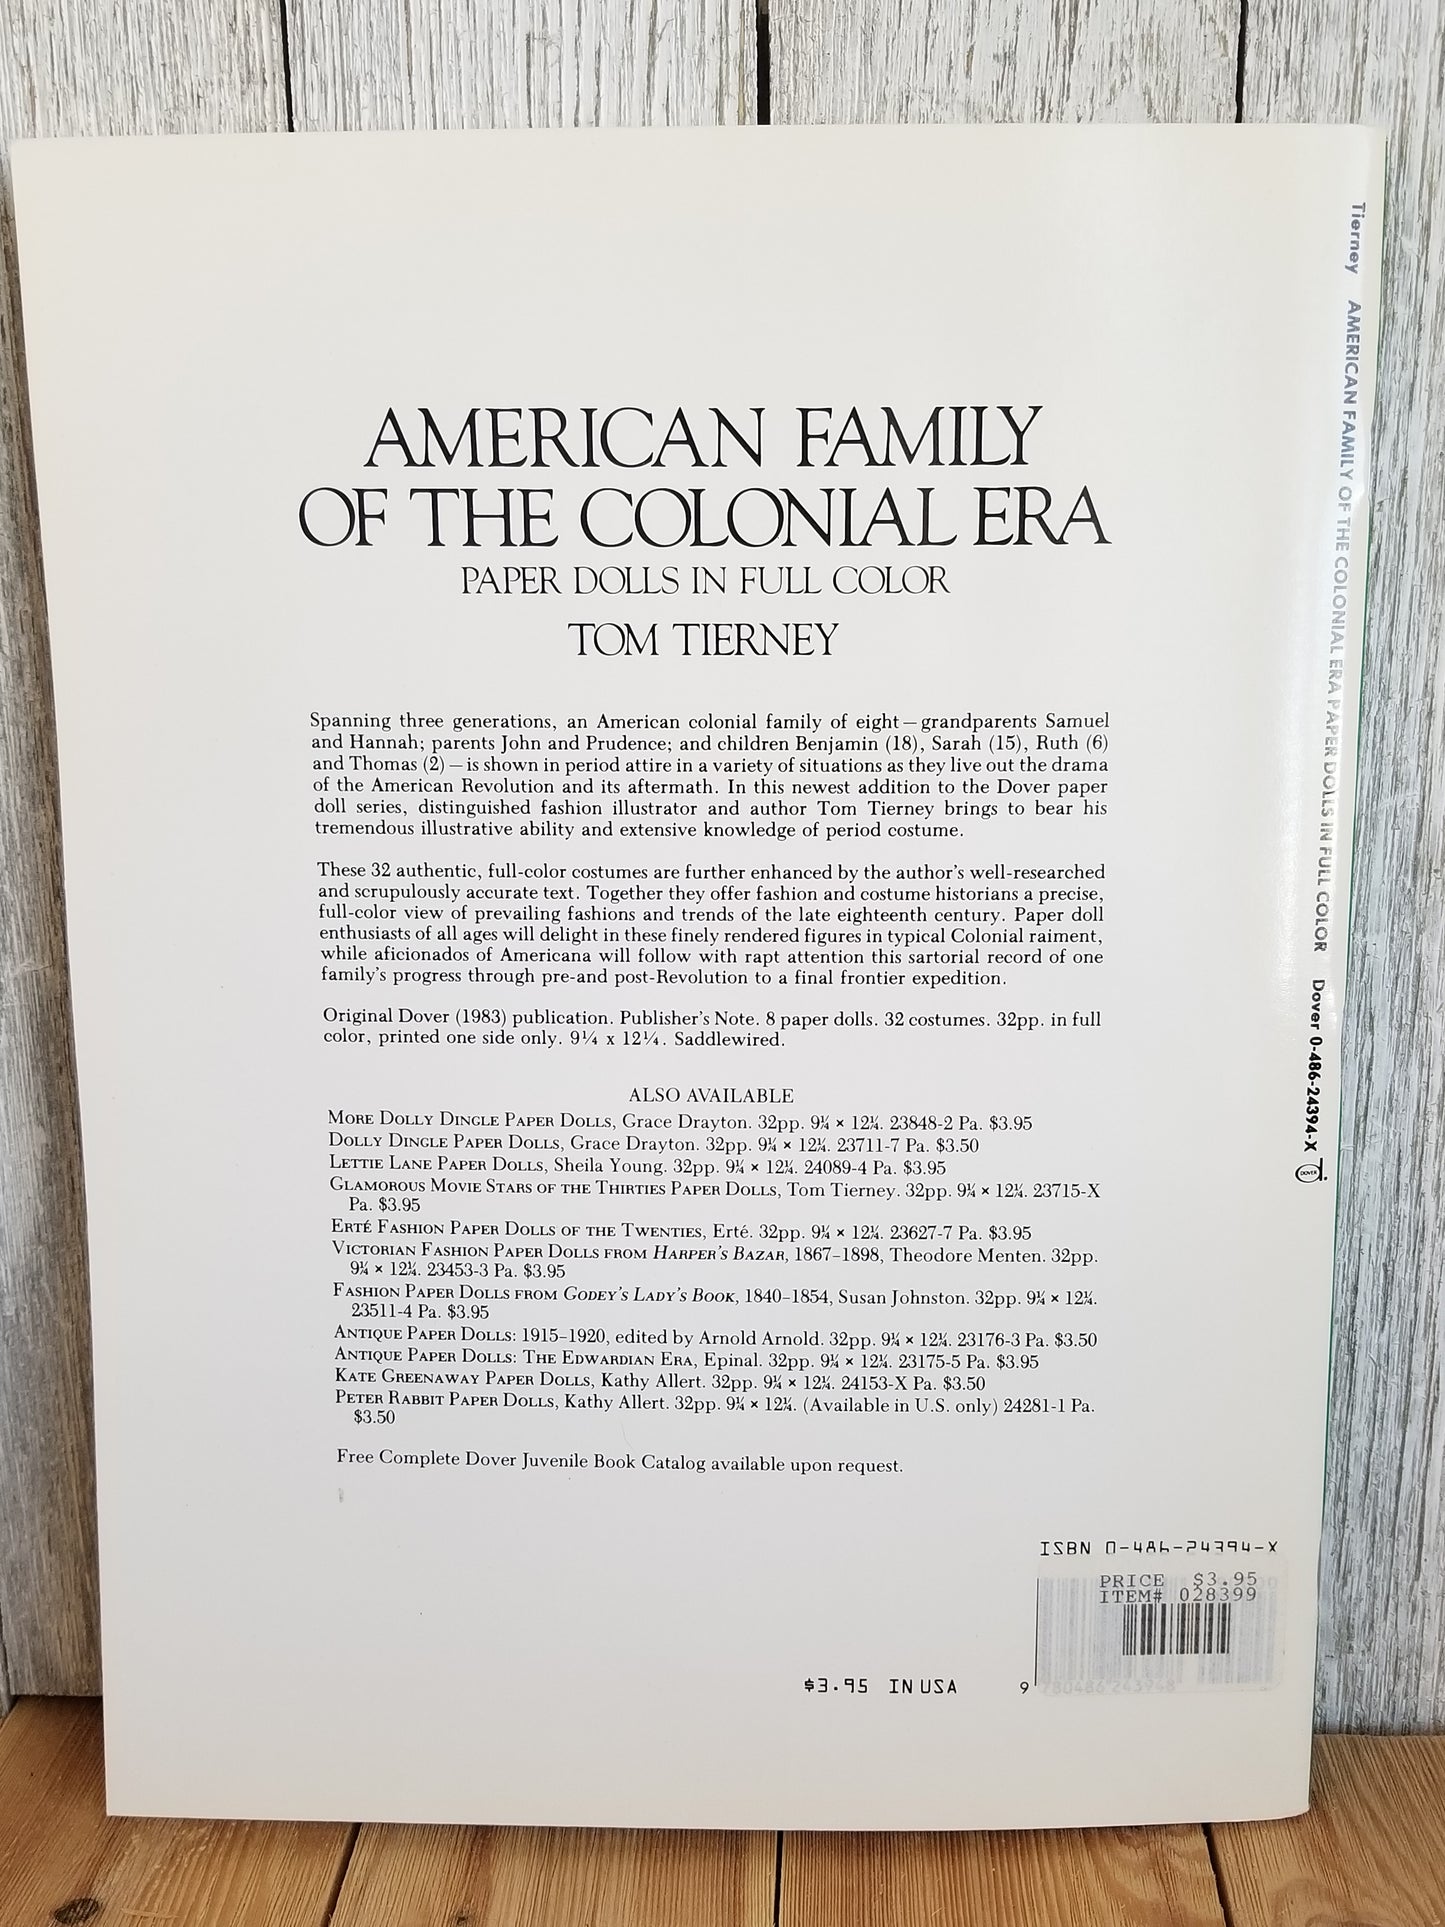 AMERICAN FAMILY
OF THE COLONIAL ERA
PAPER DOLLS IN FULL COLOR
TOM TIERNEY
Spanning three generations, an American colonial family of eight—grandparents Samuel
and Hannah; parents John and Prudence; and children Benjamin (18), Sarah (15), Ruth (6)
and Thomas (2)—is shown in period attire in a variety of situations as they live out the drama
of the American Revolution and its aftermath. In this newest addition to the Dover paper
doll series, distinguished fashion illustrator and author Tom Tierney brings to bear his
tremendous illustrative ability and extensive knowledge of period costume.
These 32 authentic, full-color costumes are further enhanced by the author's well-researched
and scrupulously accurate text. Together they offer fashion and costume historians a precise,
full-color view of prevailing fashions and trends of the late eighteenth century. Paper doll
enthusiasts of all ages will delight in these finely rendered figures in typical Colonial raiment,
while aficionados of Americana will follow with rapt attention this sartorial record of one
family's progress through pre-and post-Revolution to a final frontier expedition.
Original Dover (1983) publication. Publisher's Note. 8 paper dolls. 32 costumes. 32pp. in full
color, printed one side only. 9¼ x 12¼. Saddlewired.
ALSO AVAILABLE
MORE DOLLY DINGLE PAPER DOLLS, Grace Drayton. 32pp. 9¼ × 12¼. 23848-2 Pa. $3.95
DOLLY DINGLE PAPER DOLLS, Grace Drayton. 32pp. 9¼ × 12¼. 23711-7 Pa. $3.50
LETTIE LANE PAPER DOLLS, Sheila Young. 32pp. 9¼ × 12¼. 24089-4 Pa. $3.95
GLAMOROUS MOVIE STARS OF THE THIRTIES PAPER DOLLS, Tom Tierney. 32pp. 9¼ × 12¼. 23715-X
Pa. $3.95
ERTÉ FASHION PAPER DOLLS OF THE TWENTIES, Erté. 32pp. 9¼ × 12¼. 23627-7 Pa. $3.95
VICTORIAN FASHION PAPER DOLLS FROM HARPER'S BAZAR, 1867–1898, Theodore Menten. 32pp.
9¼ × 12¼. 23453-3 Pa. $3.95
FASHION PAPER DOLLS FROM GODEY'S LADY'S BOOK, 1840–1854, Susan Johnston. 32pp. 9¼ × 12¼.
23511-4 Pa. $3.95
ANTIQUE PAPER DOLLS: 1915–1920, edited by Arnold Arnold. 32pp. 9¼ × 12¼. 23176-3 Pa. $3.50
ANTIQUE PAPER DOLLS: THE EDWARDIAN ERA, Epinal. 32pp. 9¼ × 12¼. 23175-5 Pa. $3.95
KATE GREENAWAY PAPER DOLLS, Kathy Allert. 32pp. 9¼ × 12¼. 24153-X Pa. $3.50
PETER RABBIT PAPER DOLLS, Kathy Allert. 32pp. 9¼ × 12¼. (Available in U.S. only) 24281-1 Pa.
$3.50
Free Complete Dover Juvenile Book Catalog available upon request.
ISBN 0-486-24394-X
PRICE $3.95
ITEM# 028399
$3.95 IN USA
9 780486 243948
Tierney AMERICAN FAMILY OF THE COLONIAL ERA PAPER DOLLS IN FULL COLOR Dover 0-486-24394-X
DOVER